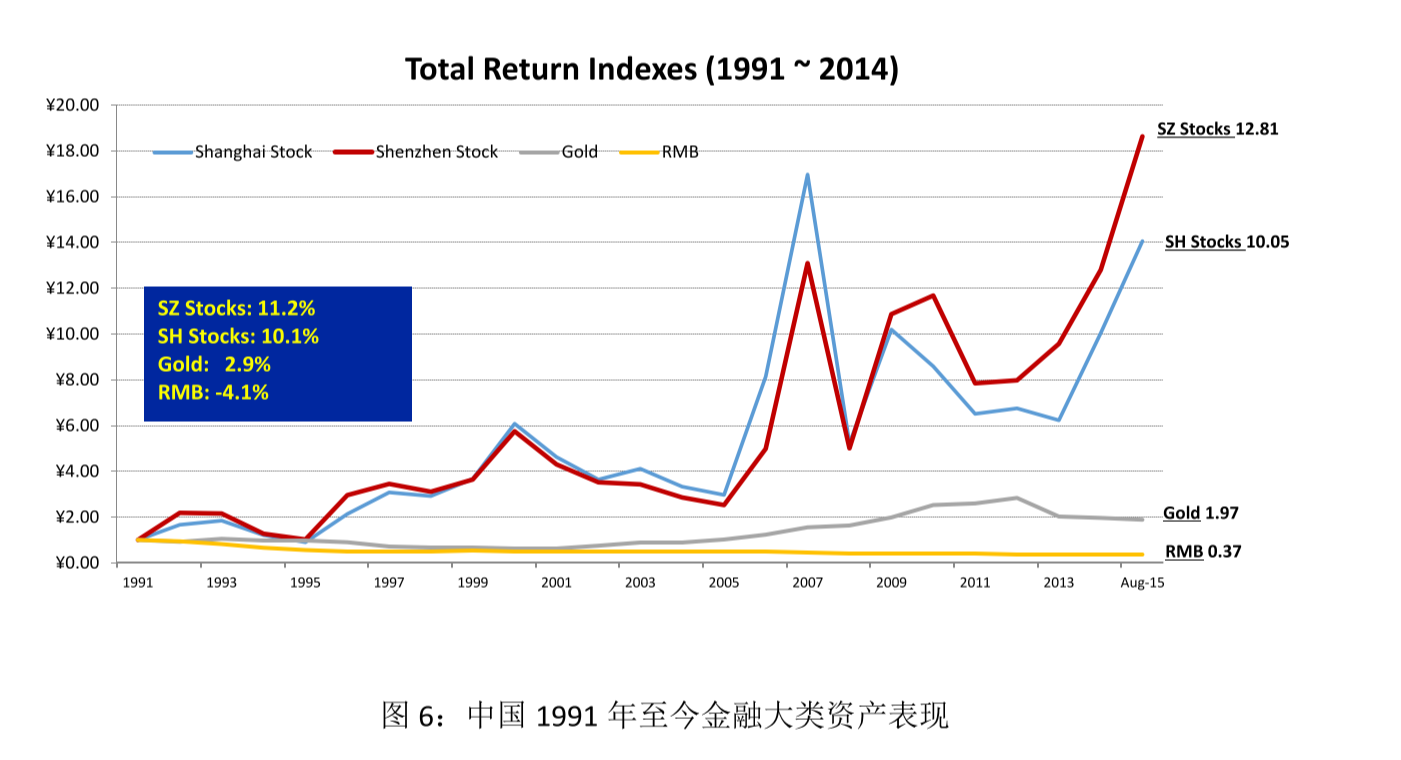 Total Return Indexes (1991 ~ 2014)
¥20.00
¥18.00
¥16.00
¥14.00
¥12.00
¥10.00
¥8.00
¥6.00
¥4.00
¥2.00
¥0.00
Shanghai Stock Shenzhen Stock Gold RMB
SZ Stocks 12.81
SH Stocks 10.05
SZ Stocks: 11.2%
SH Stocks: 10.1%
Gold: 2.9%
RMB: -4.1%
Gold 1.97
RMB 0.37
1991 1993 1995 1997 1999 2001 2003 2005 2007 2009 2011 2013 Aug-15
图 6：中国 1991 年至今金融大类资产表现